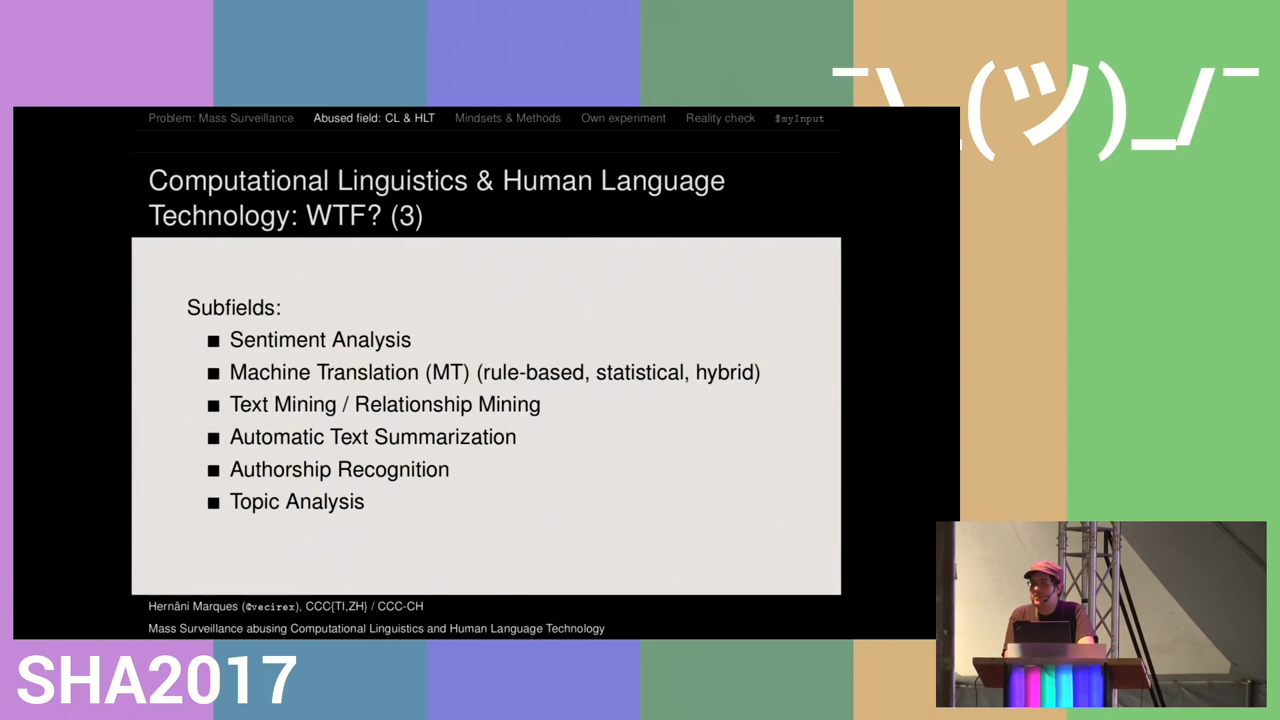 ¯\_(ツ)_/¯
Problem: Mass Surveillance Abused field: CL & HLT Mindsets & Methods Own experiment Reality check $myInput
Computational Linguistics & Human Language
Technology: WTF? (3)
Subfields:
Sentiment Analysis
Machine Translation (MT) (rule-based, statistical, hybrid)
Text Mining / Relationship Mining
Automatic Text Summarization
Authorship Recognition
Topic Analysis
Hernâni Marques (@vecirex), CCC{TI,ZH} / CCC-CH
Mass Surveillance abusing Computational Linguistics and Human Language Technology
SHA2017